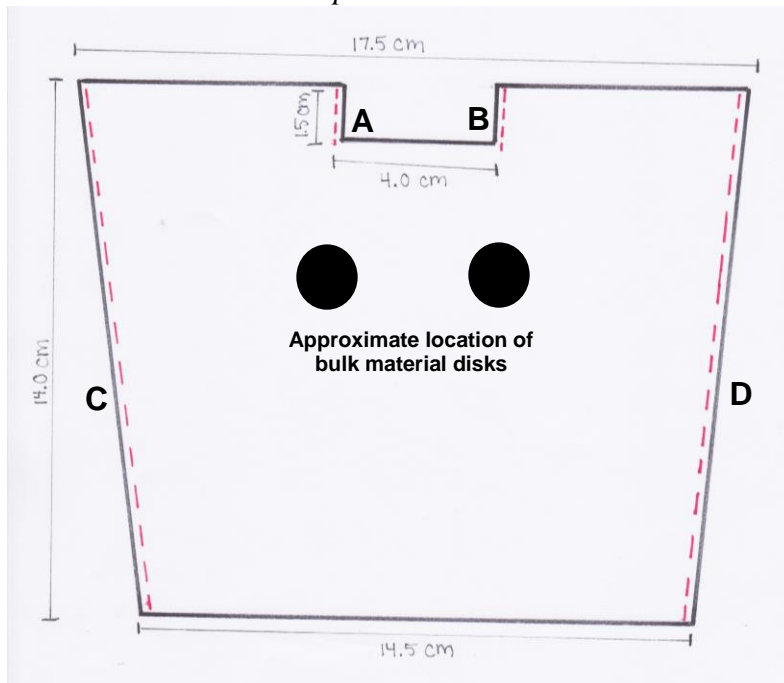 17.5 cm
A
B
1.5 cm
4.0 cm
Approximate location of
bulk material disks
14.0 cm
C
D
14.5 cm